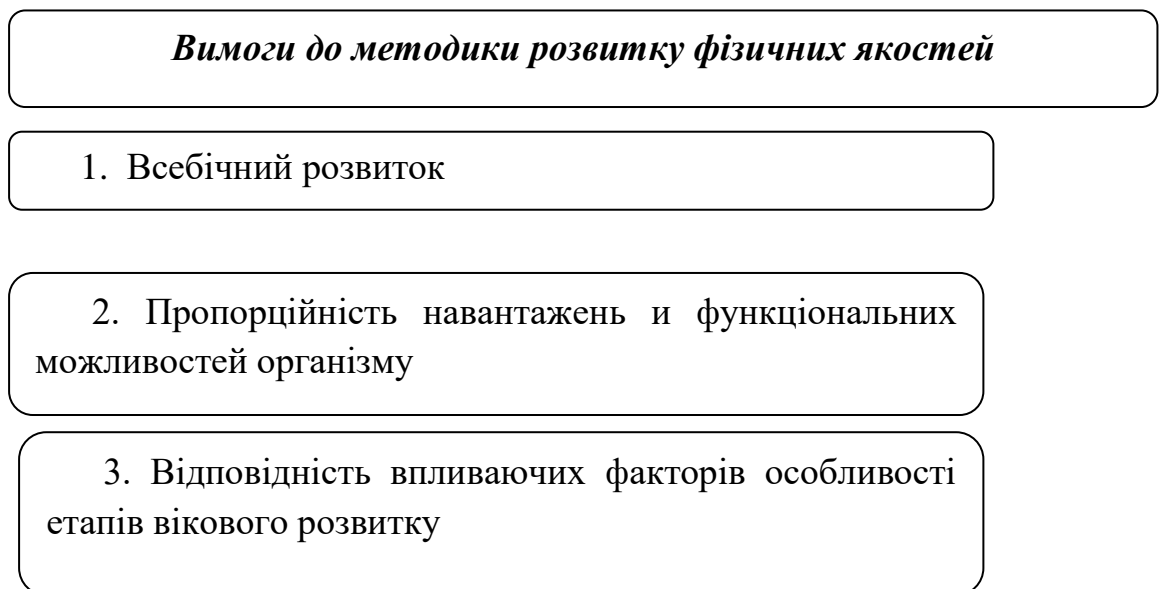 Вимоги до методики розвитку фізичних якостей
1. Всебічний розвиток
2. Пропорційність навантажень и функціональних
можливостей організму
3. Відповідність впливаючих факторів особливості
етапів вікового розвитку